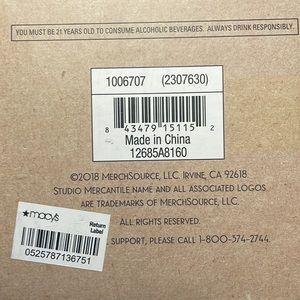 YOU MUST BE 21 YEARS OLD TO CONSUME ALCOHOLIC BEVERAGES. ALWAYS DRINK RESPONSIBLY.
1006707 (2307630)
8 43479 15115 2
Made in China
12685A8160
©2018 MERCHSOURCE, LLC. IRVINE, CA 92618.
STUDIO MERCANTILE NAME AND ALL ASSOCIATED LOGOS
ARE TRADEMARKS OF MERCHSOURCE, LLC.
ALL RIGHTS RESERVED.
SUPPORT, PLEASE CALL 1-800-374-2744.
★macy's
Return
Label
0525787136751